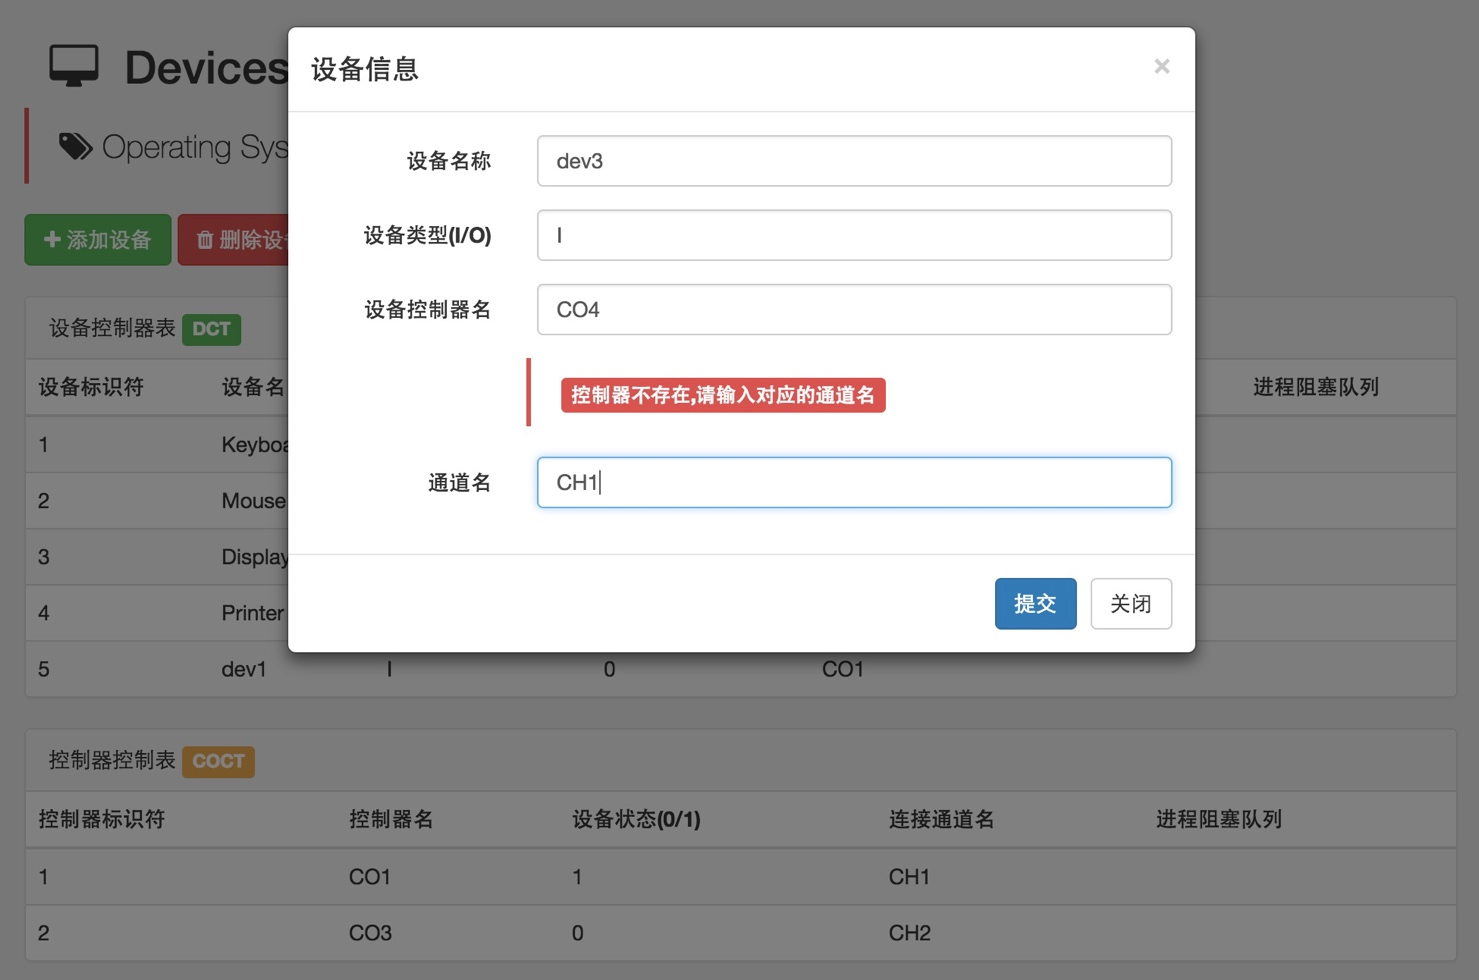 Devices
Operating Sys
添加设备 删除设
设备信息 ×
设备名称 dev3
设备类型(I/O) I
设备控制器名 CO4
控制器不存在,请输入对应的通道名
通道名 CH1
提交 关闭
设备控制器表 DCT
设备标识符 设备名 进程阻塞队列
1 Keyboa
2 Mouse
3 Display
4 Printer
5 dev1 I 0 CO1
控制器控制表 COCT
控制器标识符 控制器名 设备状态(0/1) 连接通道名 进程阻塞队列
1 CO1 1 CH1
2 CO3 0 CH2